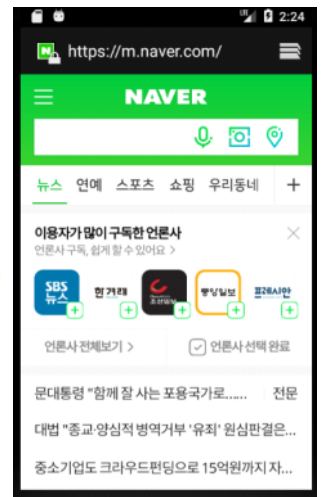 2:24
https://m.naver.com/
NAVER
뉴스 연예 스포츠 쇼핑 우리동네 +
이용자가 많이 구독한 언론사
언론사 구독, 쉽게 할 수 있어요 >
SBS 뉴스 한겨레 조선일보 중앙일보 프레시안
언론사 전체보기 > 언론사 선택 완료
문대통령 "함께 잘 사는 포용국가로...... 전문
대법 "종교·양심적 병역거부 '유죄' 원심판결은...
중소기업도 크라우드펀딩으로 15억원까지 자...